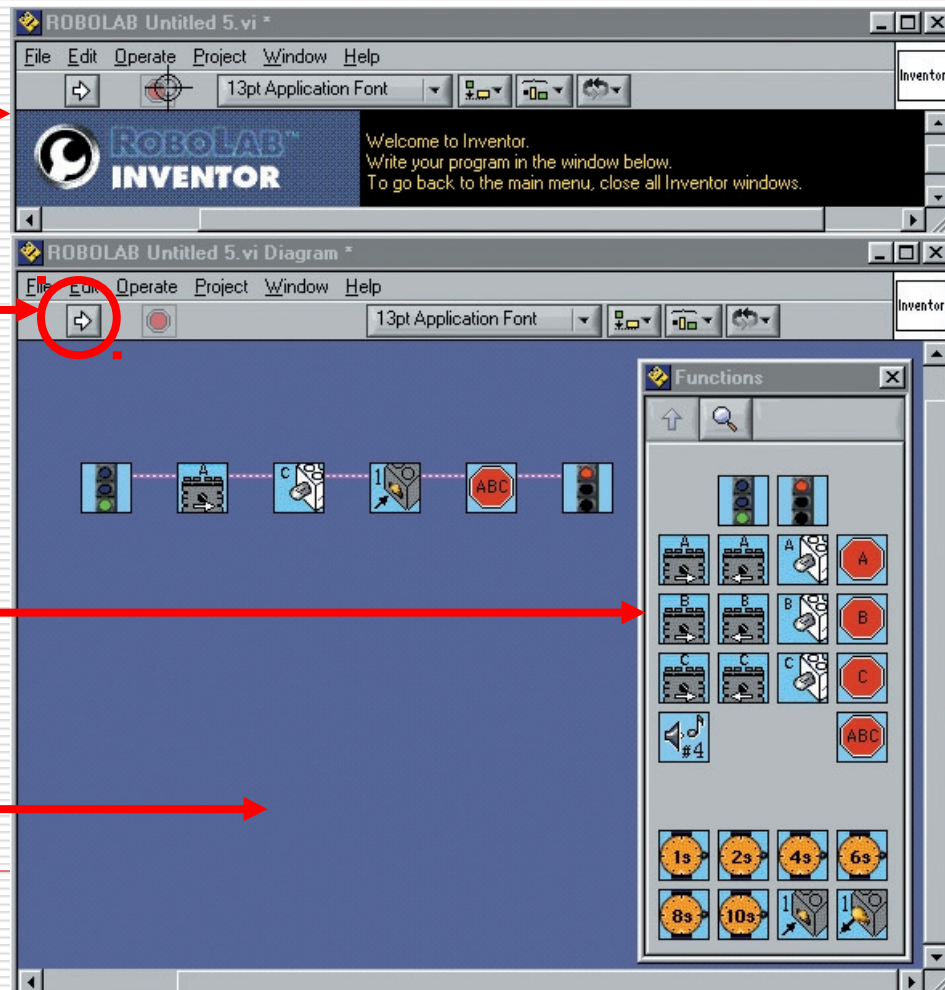 ROBOLAB Untitled 5.vi *
File Edit Operate Project Window Help
13pt Application Font
Inventor
ROBOLAB™
INVENTOR
Welcome to Inventor.
Write your program in the window below.
To go back to the main menu, close all Inventor windows.
ROBOLAB Untitled 5.vi Diagram *
File Edit Operate Project Window Help
13pt Application Font
Inventor
Functions
A C 1 ABC
A A A A
B B B B
C C C C
#4 ABC
1s 2s 4s 6s
8s 10s 1 1